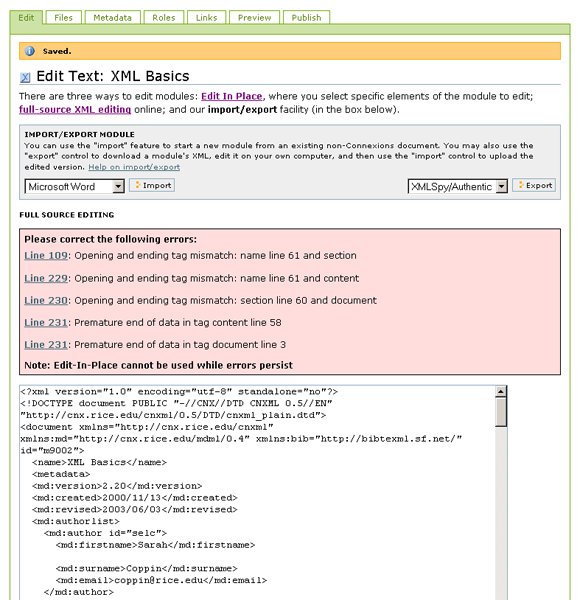 Edit Files Metadata Roles Links Preview Publish
Saved.
Edit Text: XML Basics
There are three ways to edit modules: Edit In Place, where you select specific elements of the module to edit;
full-source XML editing online; and our import/export facility (in the box below).
IMPORT/EXPORT MODULE
You can use the "import" feature to start a new module from an existing non-Connexions document. You may also use the
"export" control to download a module's XML, edit it on your own computer, and then use the "import" control to upload the
edited version. Help on import/export
Microsoft Word Import XMLSpy/Authentic Export
FULL SOURCE EDITING
Please correct the following errors:
Line 109: Opening and ending tag mismatch: name line 61 and section
Line 229: Opening and ending tag mismatch: name line 61 and content
Line 230: Opening and ending tag mismatch: section line 60 and document
Line 231: Premature end of data in tag content line 58
Line 231: Premature end of data in tag document line 3
Note: Edit-In-Place cannot be used while errors persist
<?xml version="1.0" encoding="utf-8" standalone="no"?>
<!DOCTYPE document PUBLIC "-//CNX//DTD CNXML 0.5//EN"
"http://cnx.rice.edu/cnxml/0.5/DTD/cnxml_plain.dtd">
<document xmlns="http://cnx.rice.edu/cnxml"
xmlns:md="http://cnx.rice.edu/mdml/0.4" xmlns:bib="http://bibtexml.sf.net/"
id="m9002">
<name>XML Basics</name>
<metadata>
<md:version>2.20</md:version>
<md:created>2000/11/13</md:created>
<md:revised>2003/06/03</md:revised>
<md:authorlist>
<md:author id="selc">
<md:firstname>Sarah</md:firstname>
<md:surname>Coppin</md:surname>
<md:email>coppin@rice.edu</md:email>
</md:author>